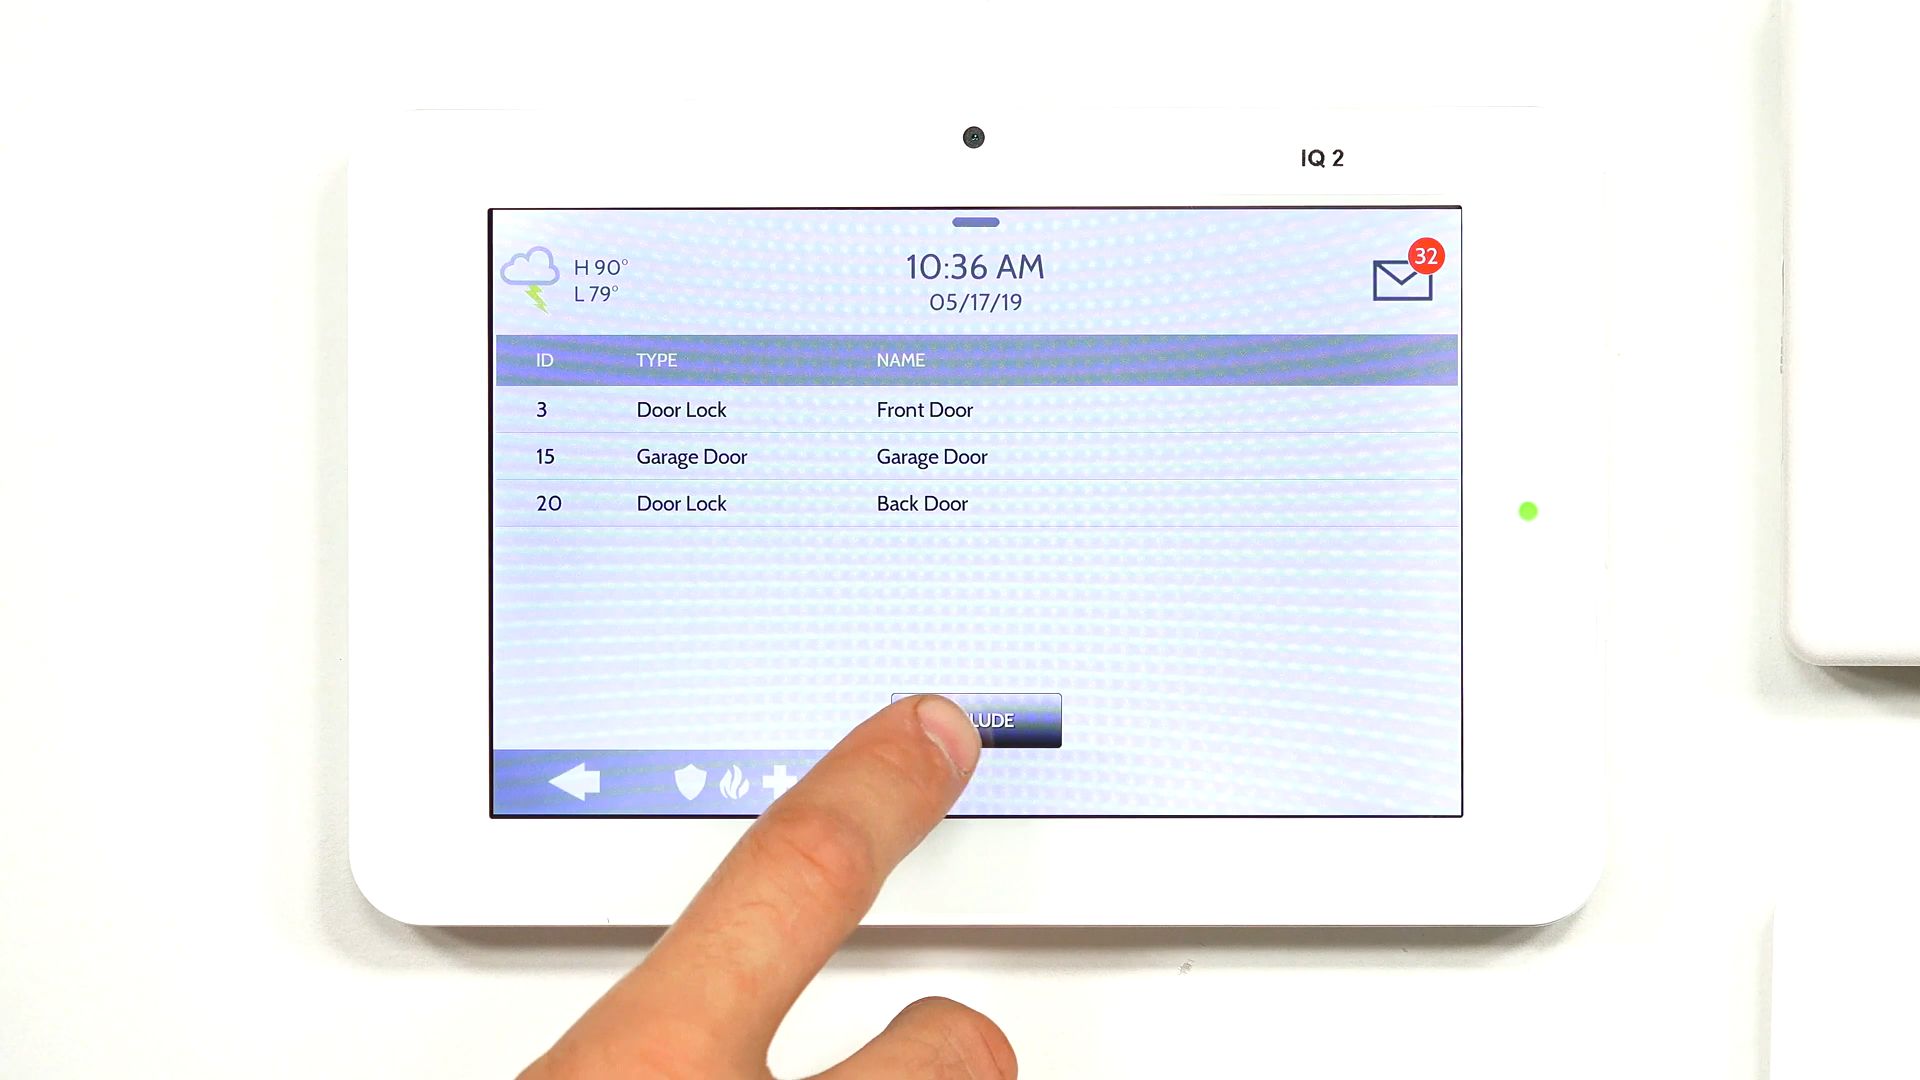 IQ 2
H 90°
L 79°
10:36 AM
05/17/19
32
ID TYPE NAME
3 Door Lock Front Door
15 Garage Door Garage Door
20 Door Lock Back Door